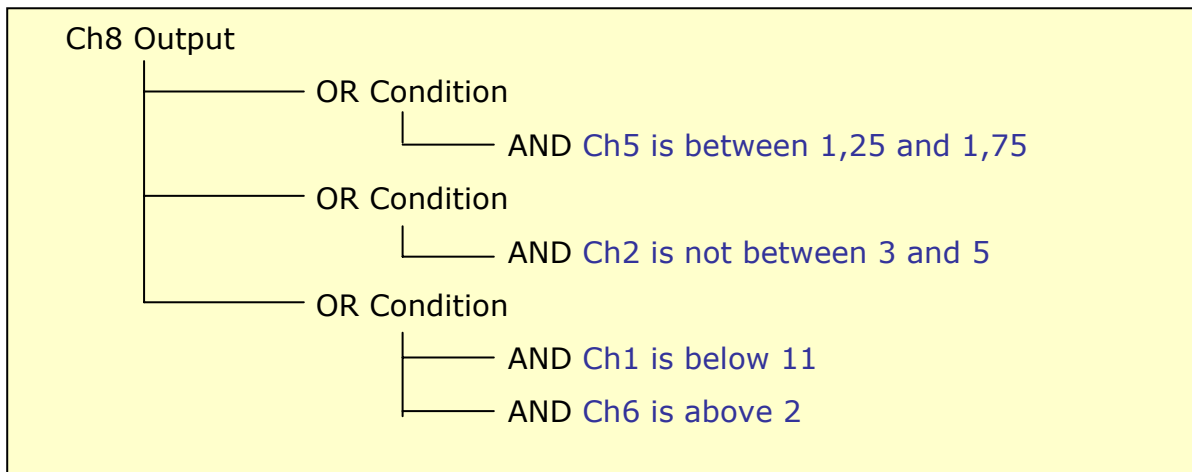 Ch8 Output
OR Condition
AND Ch5 is between 1,25 and 1,75
OR Condition
AND Ch2 is not between 3 and 5
OR Condition
AND Ch1 is below 11
AND Ch6 is above 2